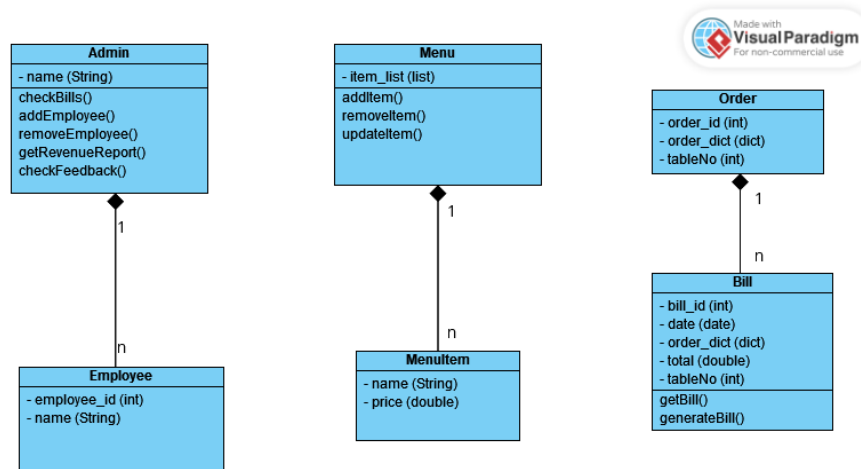 Made with
Visual Paradigm
For non-commercial use
Admin
- name (String)
checkBills()
addEmployee()
removeEmployee()
getRevenueReport()
checkFeedback()
1
n
Employee
- employee_id (int)
- name (String)
Menu
- item_list (list)
addItem()
removeItem()
updateItem()
1
n
MenuItem
- name (String)
- price (double)
Order
- order_id (int)
- order_dict (dict)
- tableNo (int)
1
n
Bill
- bill_id (int)
- date (date)
- order_dict (dict)
- total (double)
- tableNo (int)
getBill()
generateBill()